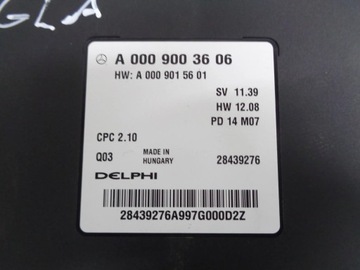 GLA
A 000 900 36 06
HW: A 000 901 56 01
SV 11.39
HW 12.08
PD 14 M07
CPC 2.10
Q03
MADE IN
HUNGARY
28439276
DELPHI
28439276A997G000D2Z